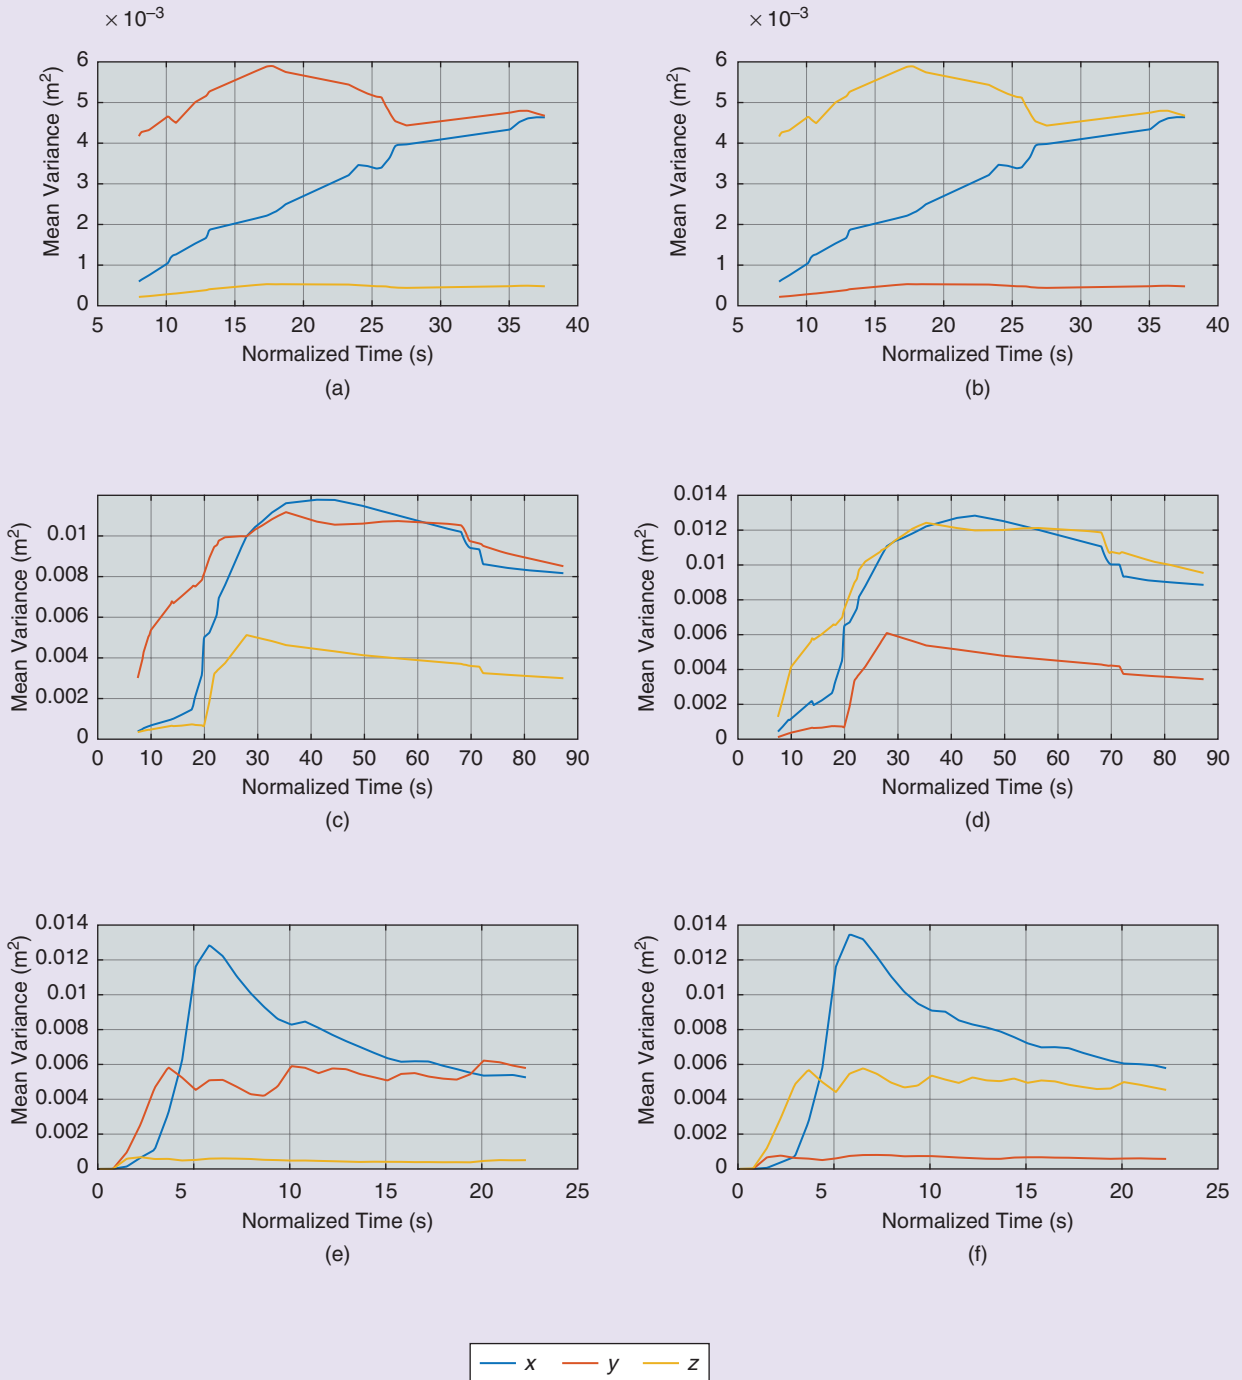 × 10⁻³
6
5
4
3
2
1
0
Mean Variance (m²)
5 10 15 20 25 30 35 40
Normalized Time (s)
(a)
× 10⁻³
6
5
4
3
2
1
0
Mean Variance (m²)
5 10 15 20 25 30 35 40
Normalized Time (s)
(b)
0.01
0.008
0.006
0.004
0.002
0
Mean Variance (m²)
0 10 20 30 40 50 60 70 80 90
Normalized Time (s)
(c)
0.014
0.012
0.01
0.008
0.006
0.004
0.002
0
Mean Variance (m²)
0 10 20 30 40 50 60 70 80 90
Normalized Time (s)
(d)
0.014
0.012
0.01
0.008
0.006
0.004
0.002
0
Mean Variance (m²)
0 5 10 15 20 25
Normalized Time (s)
(e)
0.014
0.012
0.01
0.008
0.006
0.004
0.002
0
Mean Variance (m²)
0 5 10 15 20 25
Normalized Time (s)
(f)
x y z